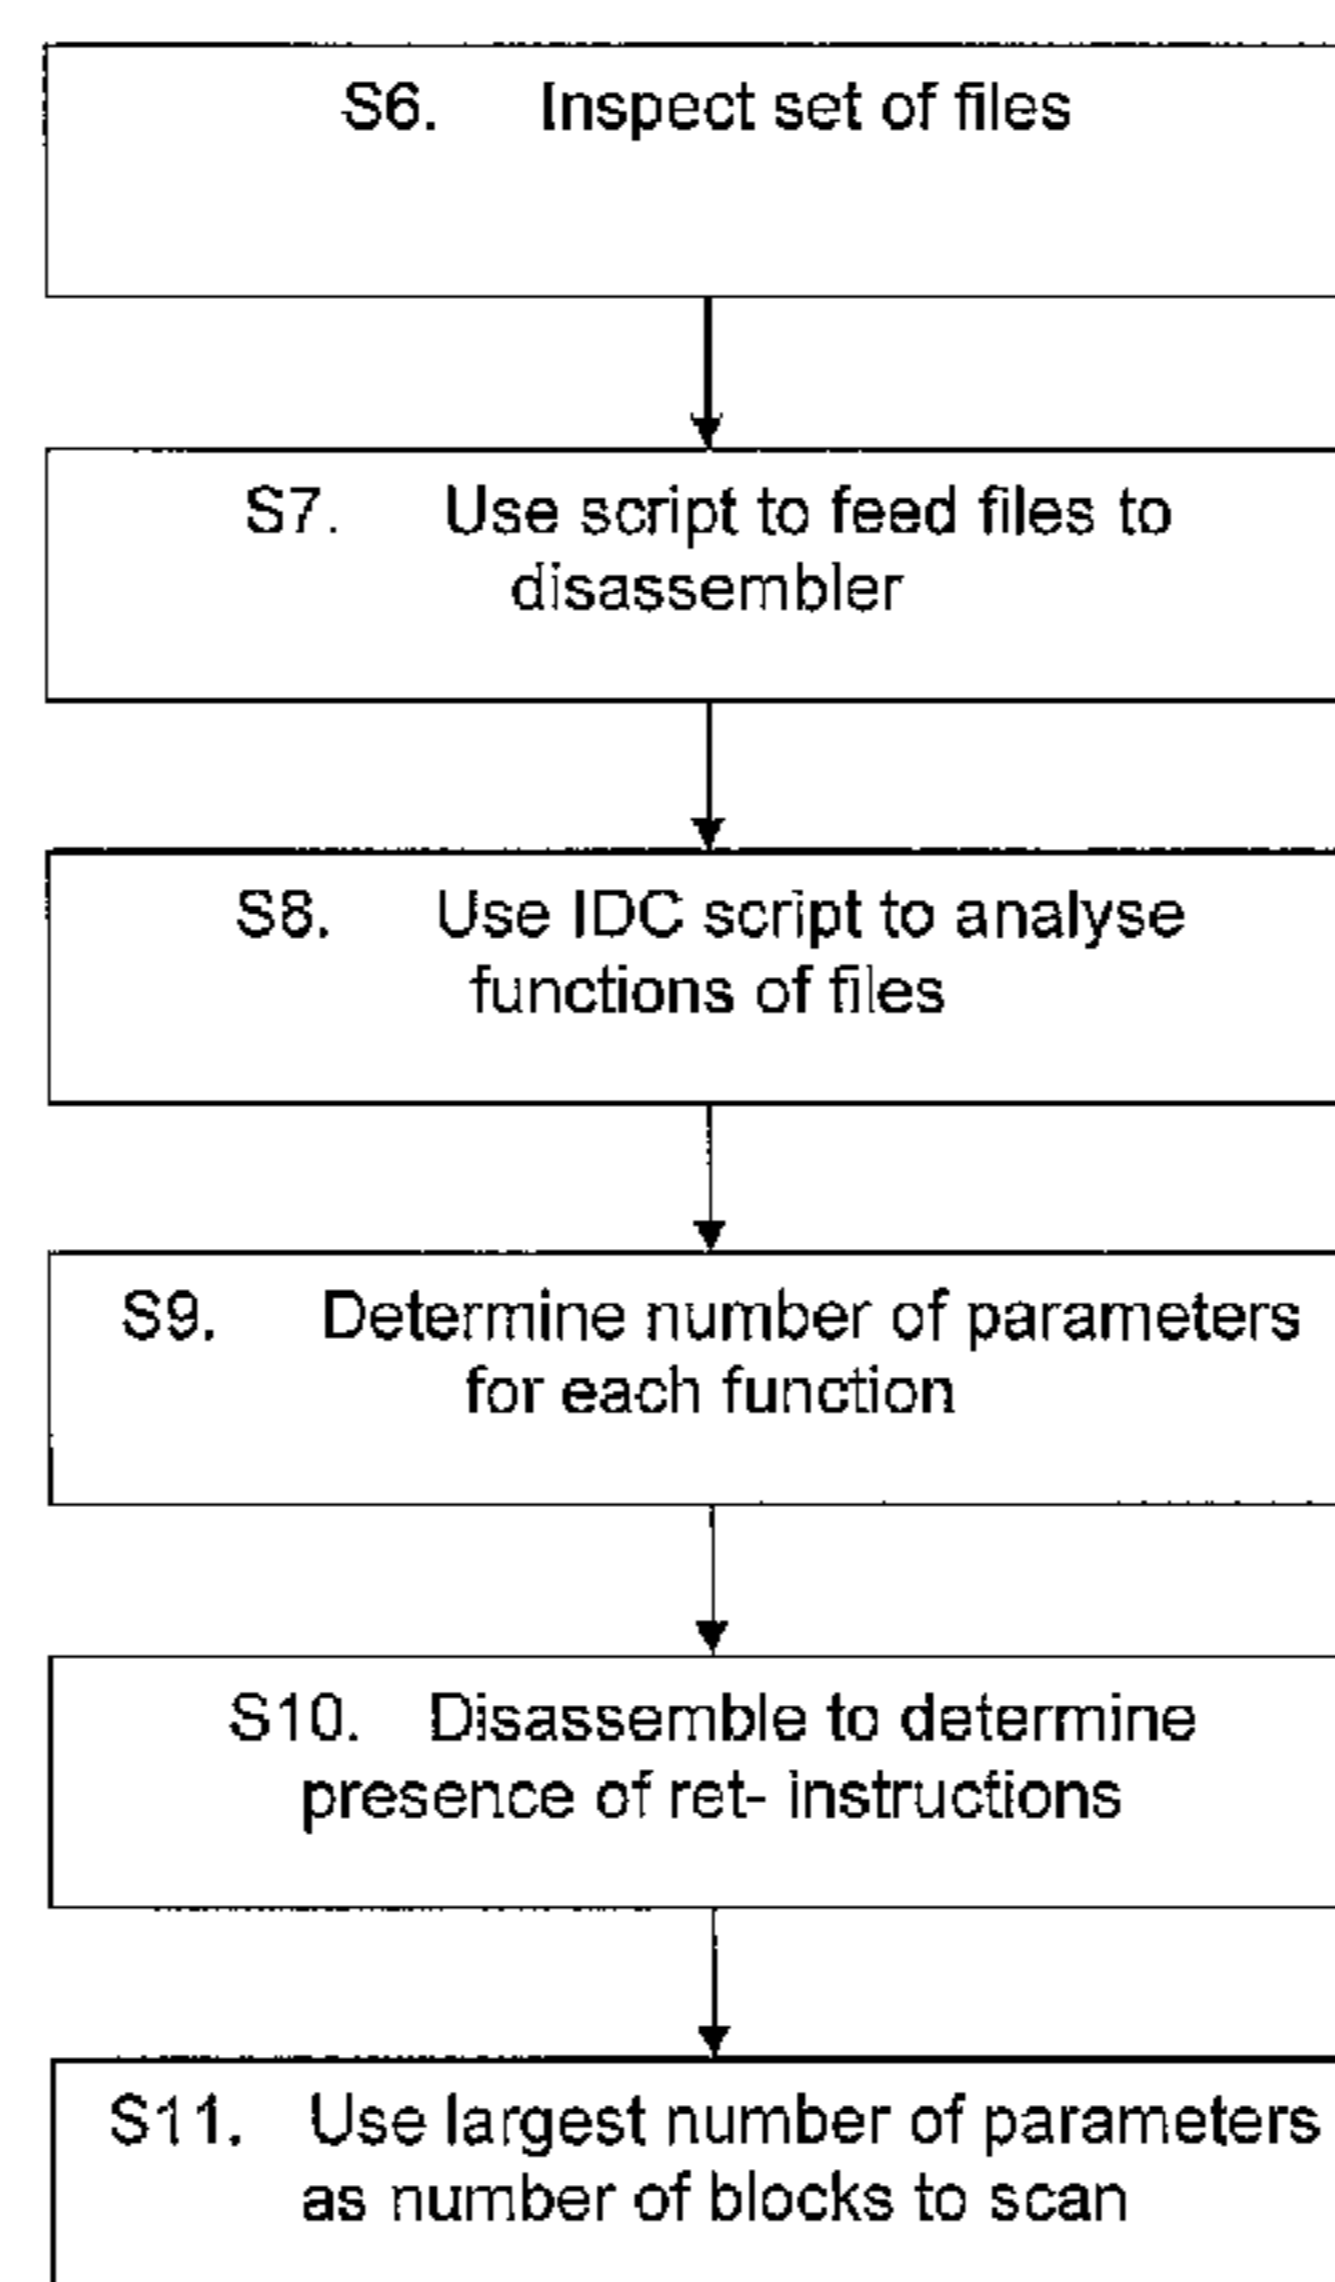 S6. Inspect set of files
S7. Use script to feed files to
disassembler
S8. Use IDC script to analyse
functions of files
S9. Determine number of parameters
for each function
S10. Disassemble to determine
presence of ret- instructions
S11. Use largest number of parameters
as number of blocks to scan